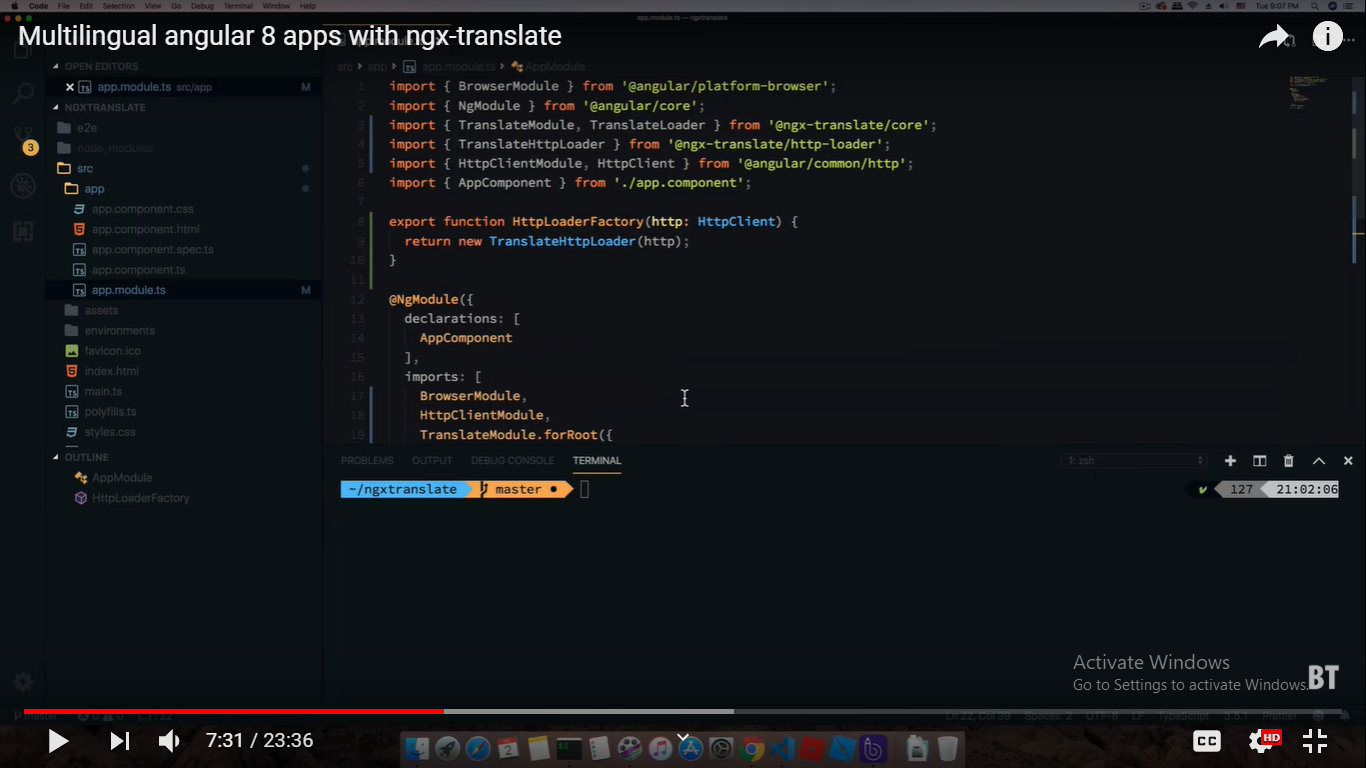 Code File Edit Selection View Go Debug Terminal Window Help
Tue 9:07 PM
app.module.ts — ngxtranslate
Multilingual angular 8 apps with ngx-translate
OPEN EDITORS
src > app > app.module.ts > AppModule
app.module.ts src/app M
NGXTRANSLATE
e2e
node_modules
src
app
app.component.css
app.component.html
app.component.spec.ts
app.component.ts
app.module.ts M
assets
environments
favicon.ico
index.html
main.ts
polyfills.ts
styles.css
OUTLINE
AppModule
HttpLoaderFactory
3
1 import { BrowserModule } from '@angular/platform-browser';
2 import { NgModule } from '@angular/core';
3 import { TranslateModule, TranslateLoader } from '@ngx-translate/core';
4 import { TranslateHttpLoader } from '@ngx-translate/http-loader';
5 import { HttpClientModule, HttpClient } from '@angular/common/http';
6 import { AppComponent } from './app.component';
7
8 export function HttpLoaderFactory(http: HttpClient) {
9 return new TranslateHttpLoader(http);
10 }
11
12 @NgModule({
13 declarations: [
14 AppComponent
15 ],
16 imports: [
17 BrowserModule,
18 HttpClientModule,
19 TranslateModule.forRoot({
PROBLEMS OUTPUT DEBUG CONSOLE TERMINAL 1: zsh
~/ngxtranslate master 127 21:02:06
Activate Windows
Go to Settings to activate Windows.
BT
master 0 0 Ln 22, Col 39 Spaces: 2 UTF-8 LF TypeScript 3.5.1 Prettier
7:31 / 23:36
2
CC HD